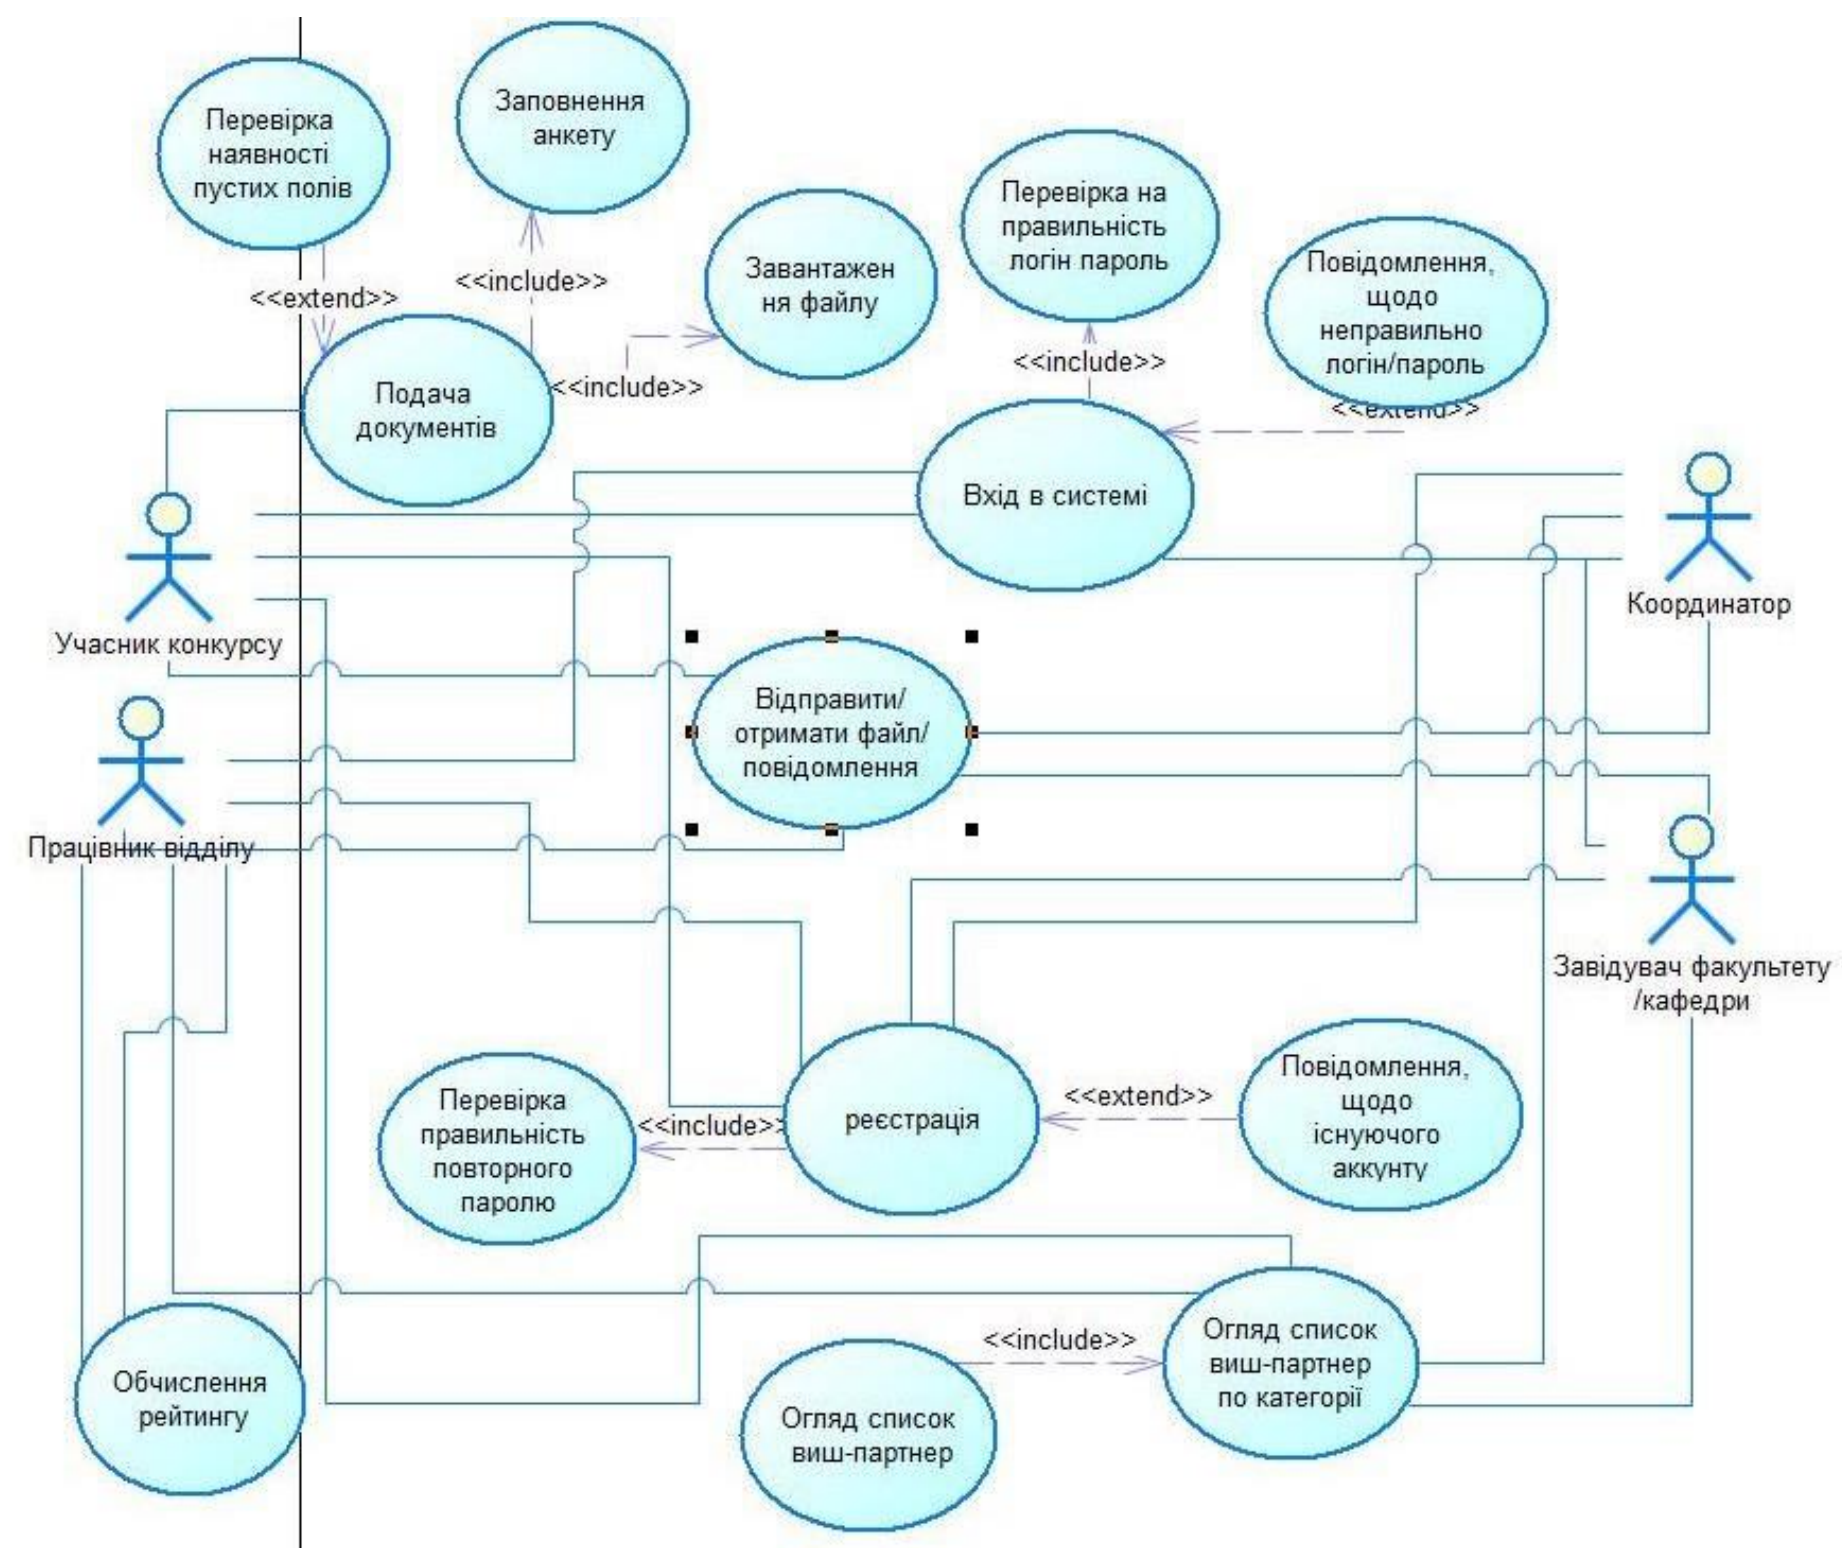 Перевірка
наявності
пустих полів
Заповнення
анкету
Завантажен
ня файлу
Перевірка на
правильність
логін пароль
Повідомлення,
щодо
неправильно
логін/пароль
<<extend>>
<<include>>
<<include>>
<<include>>
<<extend>>
Подача
документів
Вхід в системі
Учасник конкурсу
Координатор
Відправити/
отримати файл/
повідомлення
Працівник відділу
Завідувач факультету
/кафедри
Перевірка
правильність
повторного
паролю
<<include>>
реєстрація
<<extend>>
Повідомлення,
щодо
існуючого
аккунту
Обчислення
рейтингу
Огляд список
виш-партнер
<<include>>
Огляд список
виш-партнер
по категорії